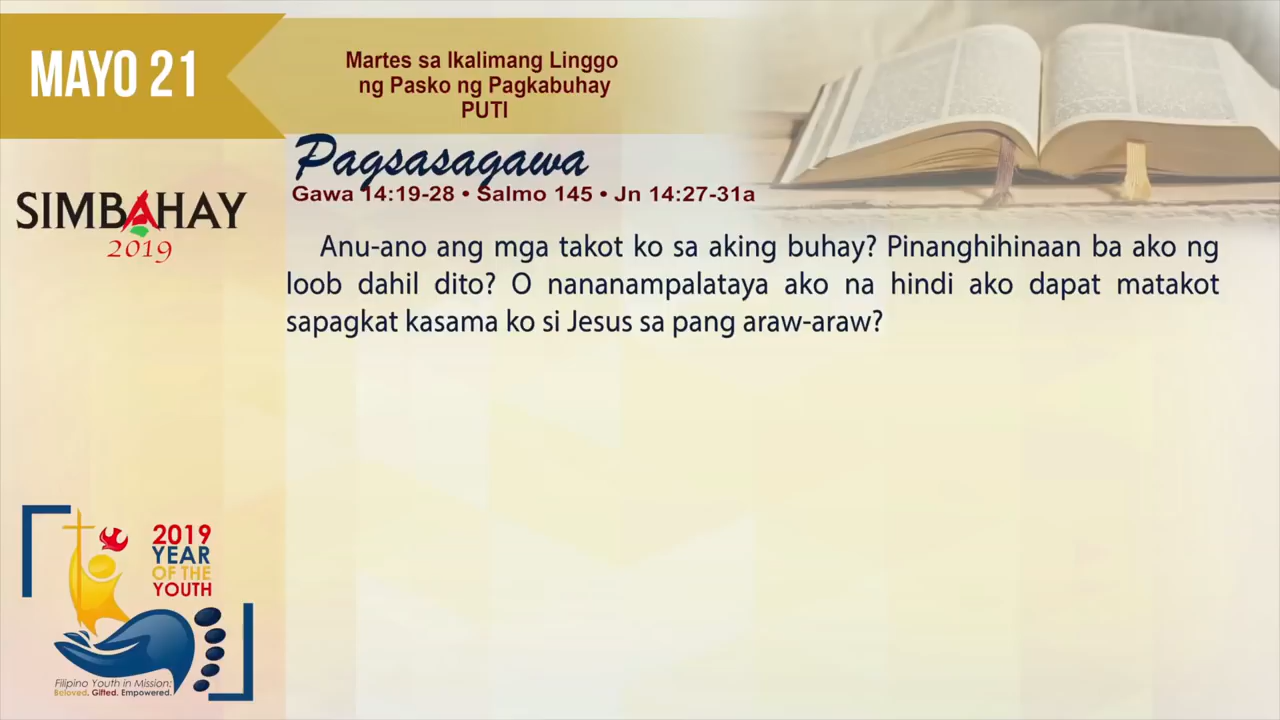 MAYO 21
Martes sa Ikalimang Linggo
ng Pasko ng Pagkabuhay
PUTI
Pagsasagawa
Gawa 14:19-28 • Salmo 145 • Jn 14:27-31a
SIMBAHAY
2019
Anu-ano ang mga takot ko sa aking buhay? Pinanghihinaan ba ako ng
loob dahil dito? O nananampalataya ako na hindi ako dapat matakot
sapagkat kasama ko si Jesus sa pang araw-araw?
2019
YEAR
OF THE
YOUTH
Filipino Youth in Mission:
Beloved. Gifted. Empowered.